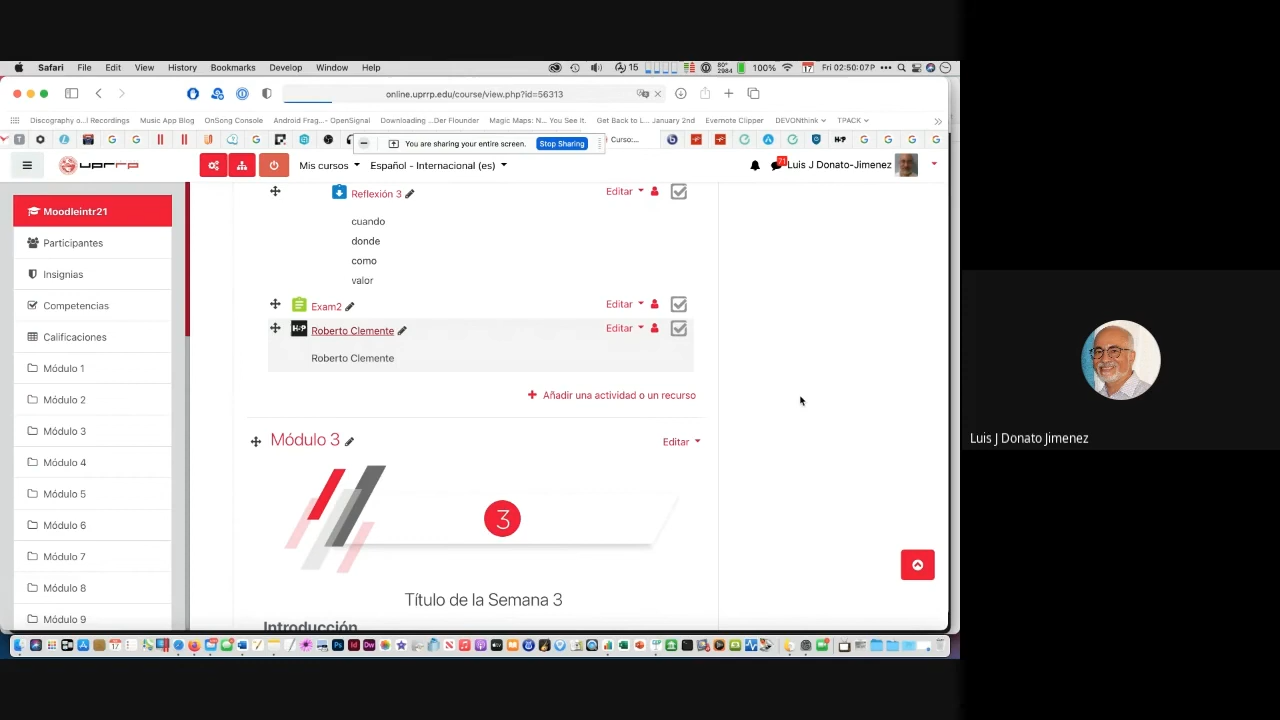 Safari File Edit View History Bookmarks Develop Window Help 15 80° 2984 100% 17 Fri 02:50:07 PM
online.uprrp.edu/course/view.php?id=56313
Discography o...l Recordings Music App Blog OnSong Console Android Frag...- OpenSignal Downloading ...Der Flounder Magic Maps: N... You See It. Get Back to L... January 2nd Evernote Clipper DEVONthink TPACK
You are sharing your entire screen. Stop Sharing Curso:...
uprrp Mis cursos Español - Internacional (es) Luis J Donato-Jimenez
Moodleintr21
Participantes
Insignias
Competencias
Calificaciones
Módulo 1
Módulo 2
Módulo 3
Módulo 4
Módulo 5
Módulo 6
Módulo 7
Módulo 8
Módulo 9
Reflexión 3 Editar
cuando
donde
como
valor
Exam2 Editar
H-P Roberto Clemente Editar
Roberto Clemente
Añadir una actividad o un recurso
Módulo 3 Editar
3
Título de la Semana 3
Introducción
Luis J Donato Jimenez